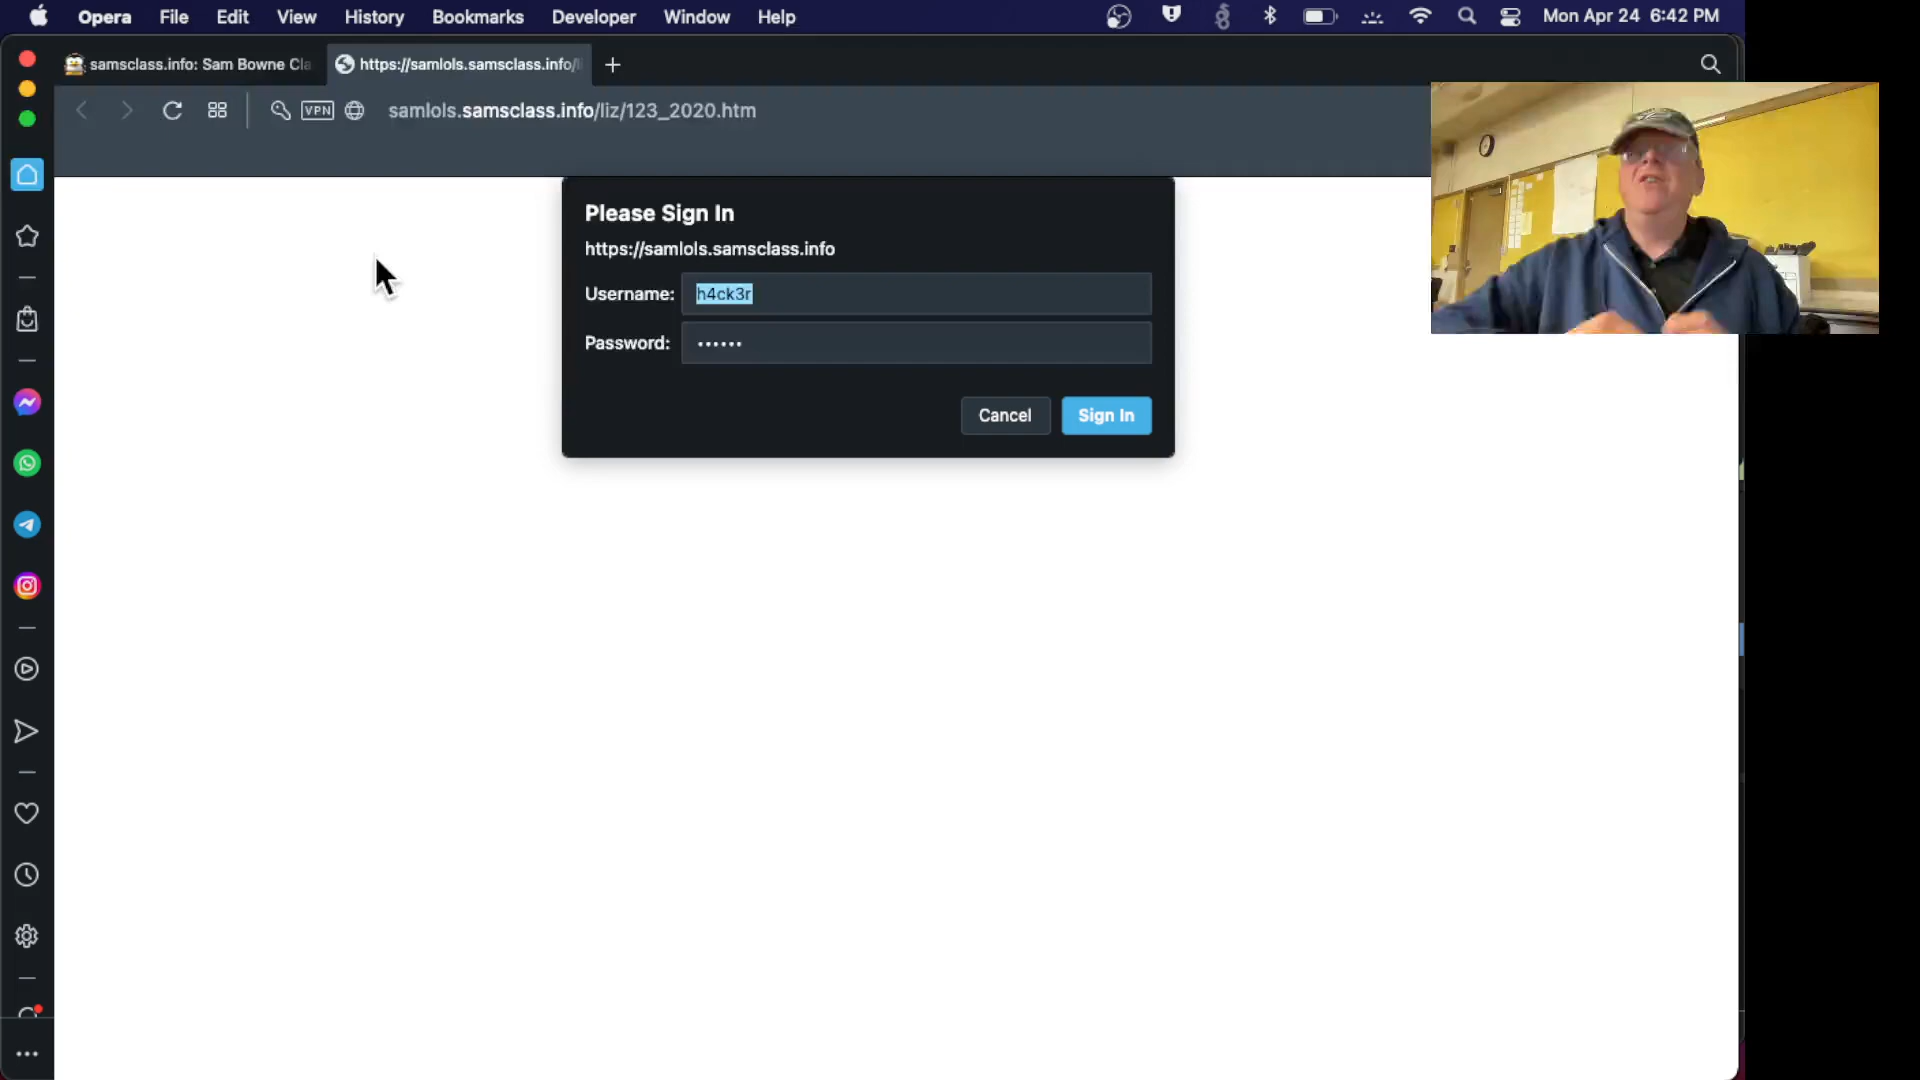 Opera File Edit View History Bookmarks Developer Window Help Mon Apr 24 6:42 PM
samsclass.info: Sam Bowne Cla https://samlols.samsclass.info/l
VPN samlols.samsclass.info/liz/123_2020.htm
Please Sign In
https://samlols.samsclass.info
Username: h4ck3r
Password: ••••••
Cancel Sign In